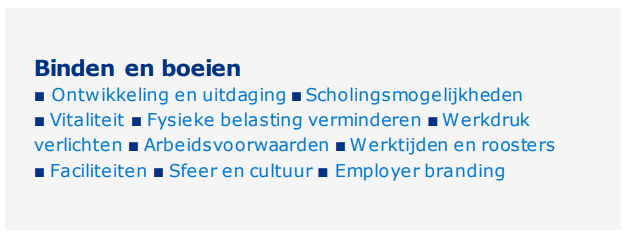 Binden en boeien
■ Ontwikkeling en uitdaging ■ Scholingsmogelijkheden
■ Vitaliteit ■ Fysieke belasting verminderen ■ Werkdruk
verlichten ■ Arbeidsvoorwaarden ■ Werktijden en roosters
■ Faciliteiten ■ Sfeer en cultuur ■ Employer branding